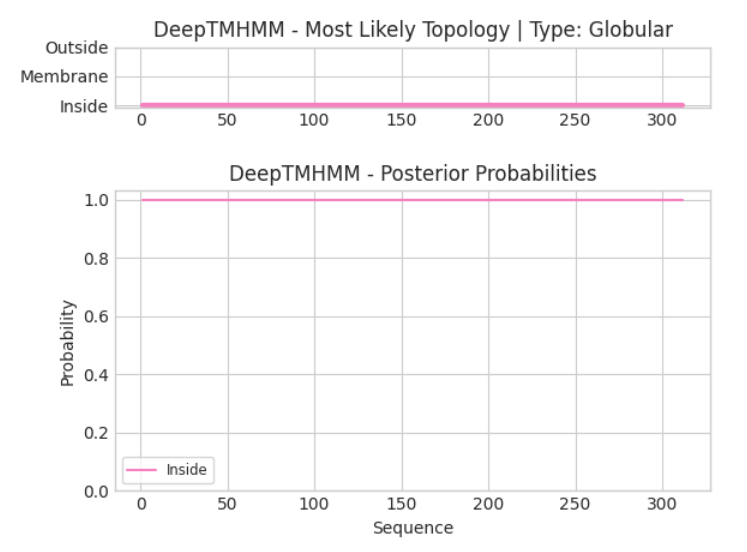 DeepTMHMM - Most Likely Topology | Type: Globular
Outside
Membrane
Inside
0 50 100 150 200 250 300
DeepTMHMM - Posterior Probabilities
1.0
0.8
0.6
0.4
0.2
0.0
Probability
Inside
0 50 100 150 200 250 300
Sequence